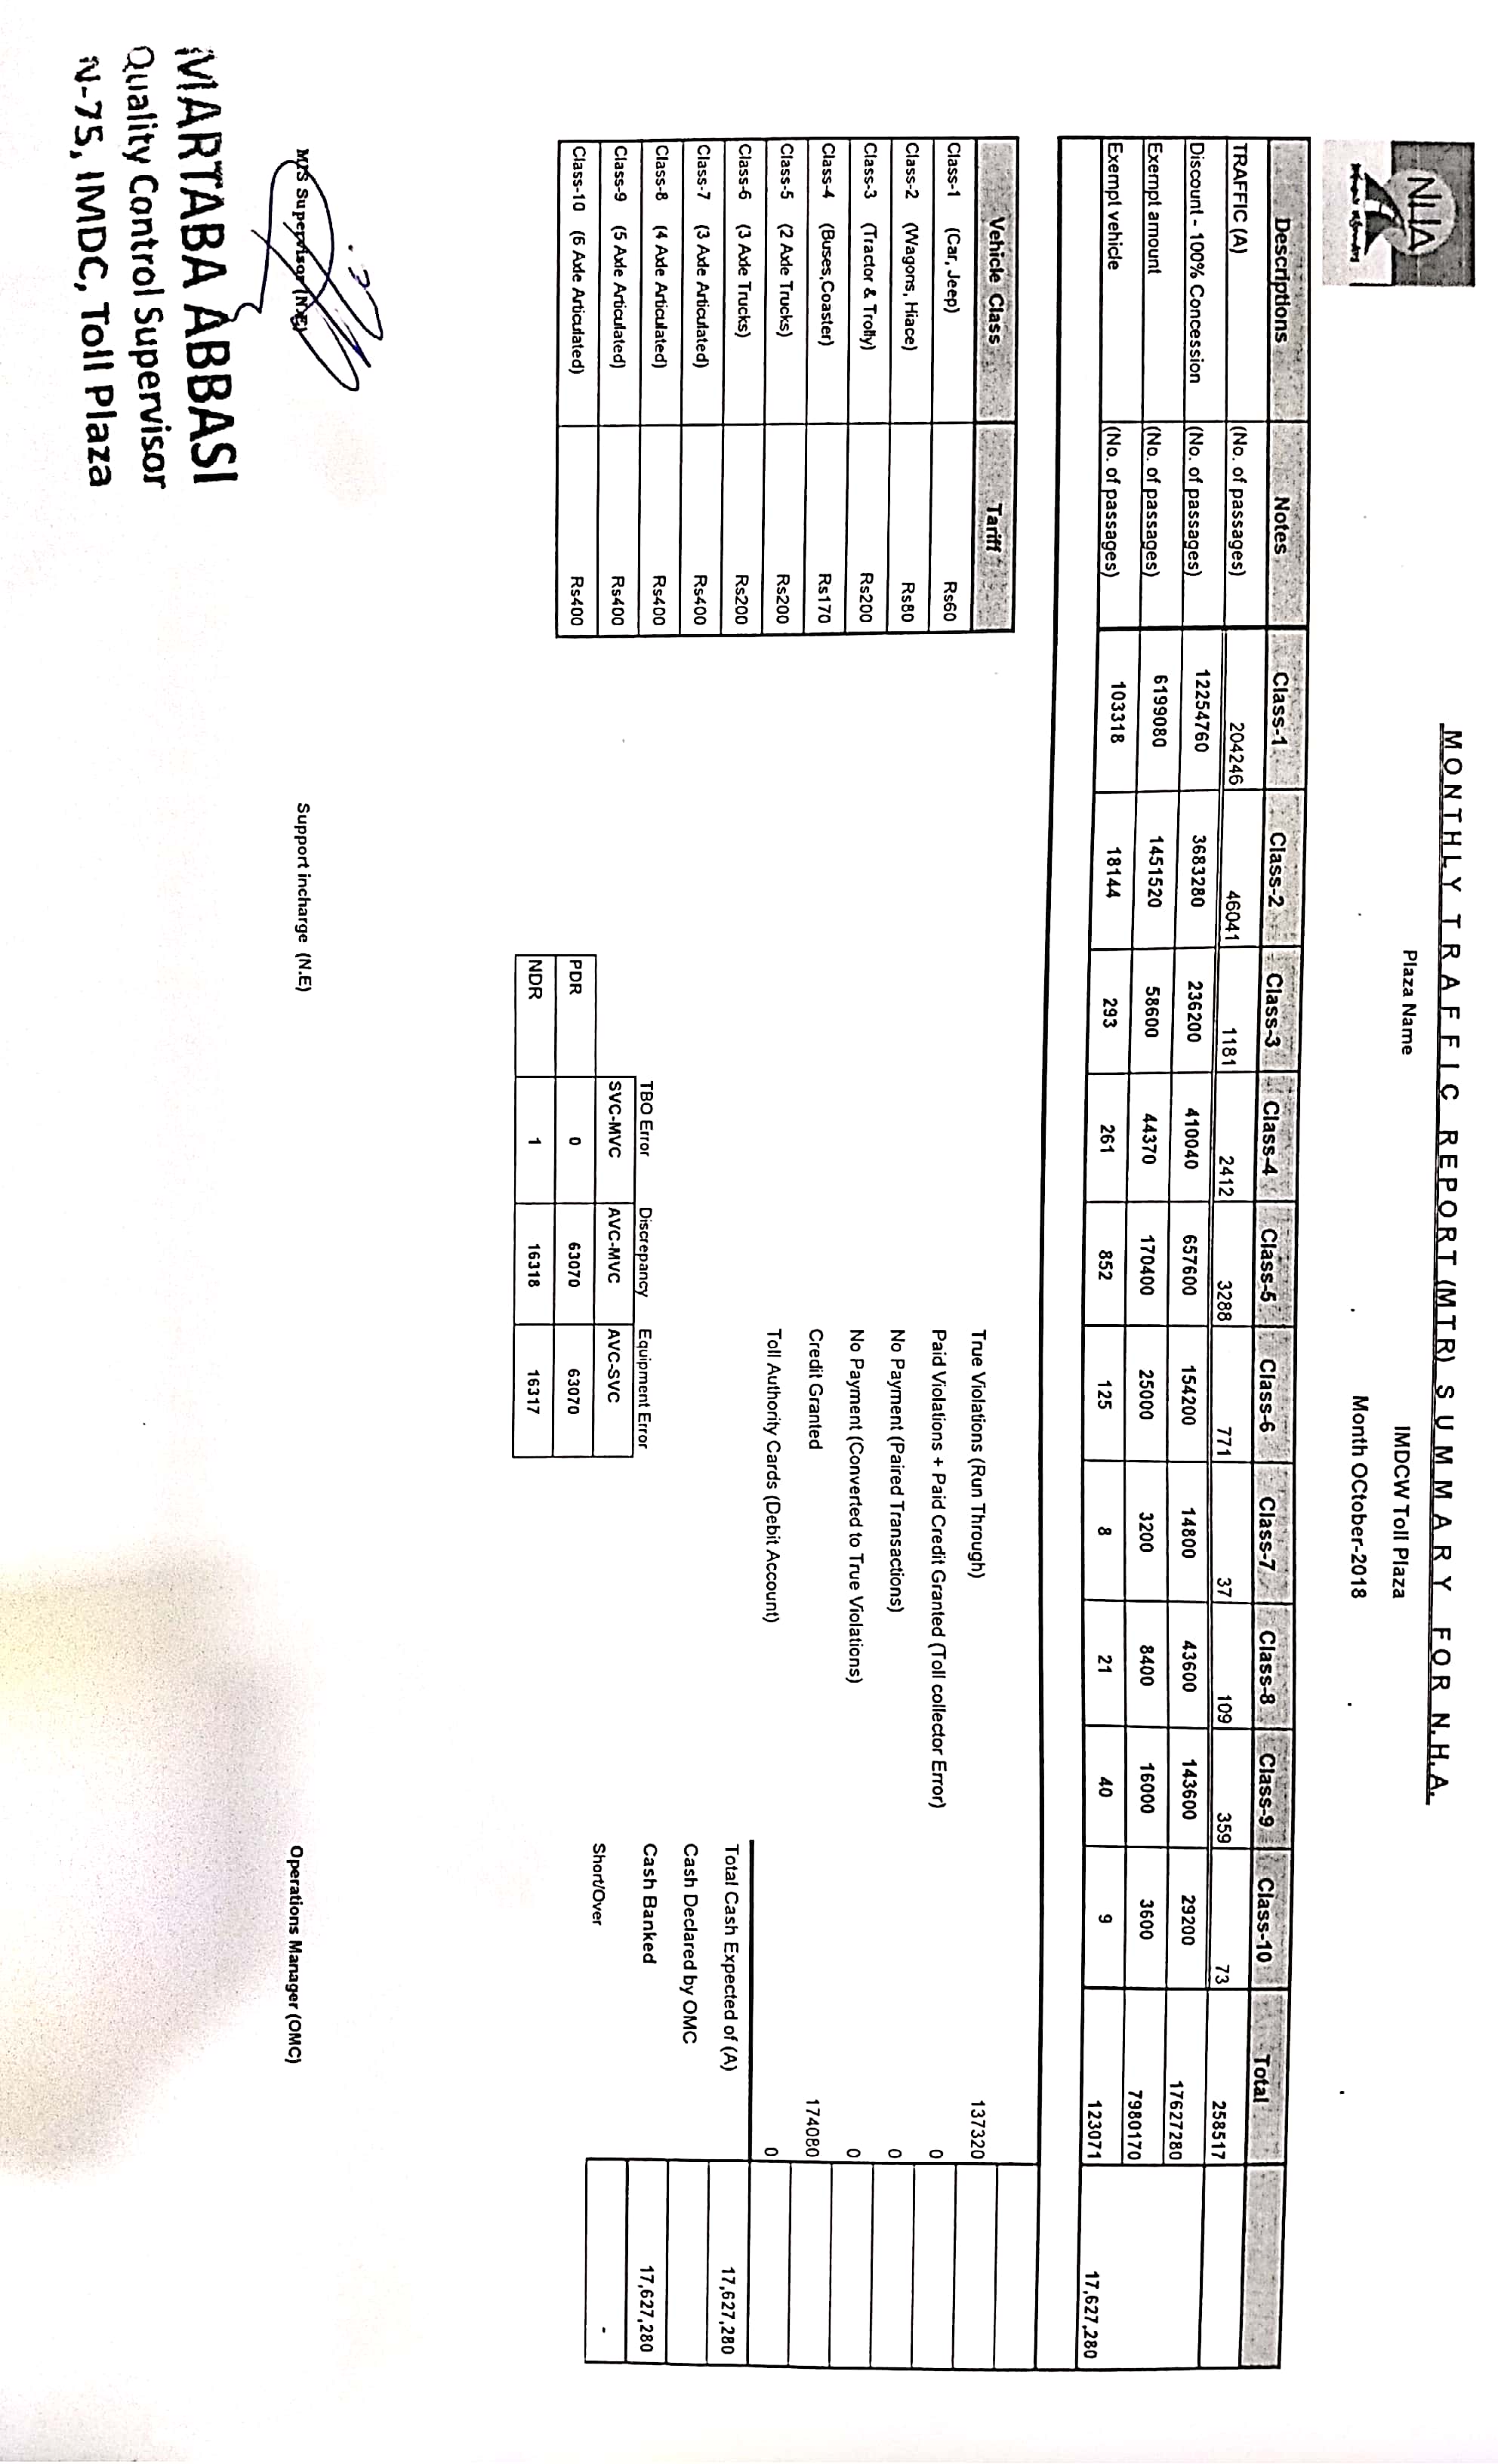 NHA
MONTHLY TRAFFIC REPORT (MTR) SUMMARY FOR N.H.A.
Plaza Name IMDCW Toll Plaza
Month OCtober-2018
Descriptions Notes Class-1 Class-2 Class-3 Class-4 Class-5 Class-6 Class-7 Class-8 Class-9 Class-10 Total
TRAFFIC (A) (No. of passages) 204246 46041 1181 2412 3288 771 37 109 359 73 258517
Discount - 100% Concession (No. of passages) 12254760 3683280 236200 410040 657600 154200 14800 43600 143600 29200 17627280
Exempt amount (No. of passages) 6199080 1451520 58600 44370 170400 25000 3200 8400 16000 3600 7980170
Exempt vehicle (No. of passages) 103318 18144 293 261 852 125 8 21 40 9 123071 17,627,280
Vehicle Class Tariff
Class-1 (Car, Jeep) Rs60
Class-2 (Wagons, Hiace) Rs80
Class-3 (Tractor & Trolly) Rs200
Class-4 (Buses,Coaster) Rs170
Class-5 (2 Axle Trucks) Rs200
Class-6 (3 Axle Trucks) Rs200
Class-7 (3 Axle Articulated) Rs400
Class-8 (4 Axle Articulated) Rs400
Class-9 (5 Axle Articulated) Rs400
Class-10 (6 Axle Articulated) Rs400
True Violations (Run Through) 137320
Paid Violations + Paid Credit Granted (Toll collector Error) 0
No Payment (Paired Transactions) 0
No Payment (Converted to True Violations) 0
Credit Granted 174080
Toll Authority Cards (Debit Account) 0
Total Cash Expected of (A) 17,627,280
Cash Declared by OMC
Cash Banked 17,627,280
Short/Over -
TBO Error Discrepancy Equipment Error
SVC-MVC AVC-MVC AVC-SVC
PDR 0 63070 63070
NDR 1 16318 16317
MIS Supervisor (N.E) Support incharge (N.E) Operations Manager (OMC)
MARTABA ABBASI
Quality Control Supervisor
N-75, IMDC, Toll Plaza